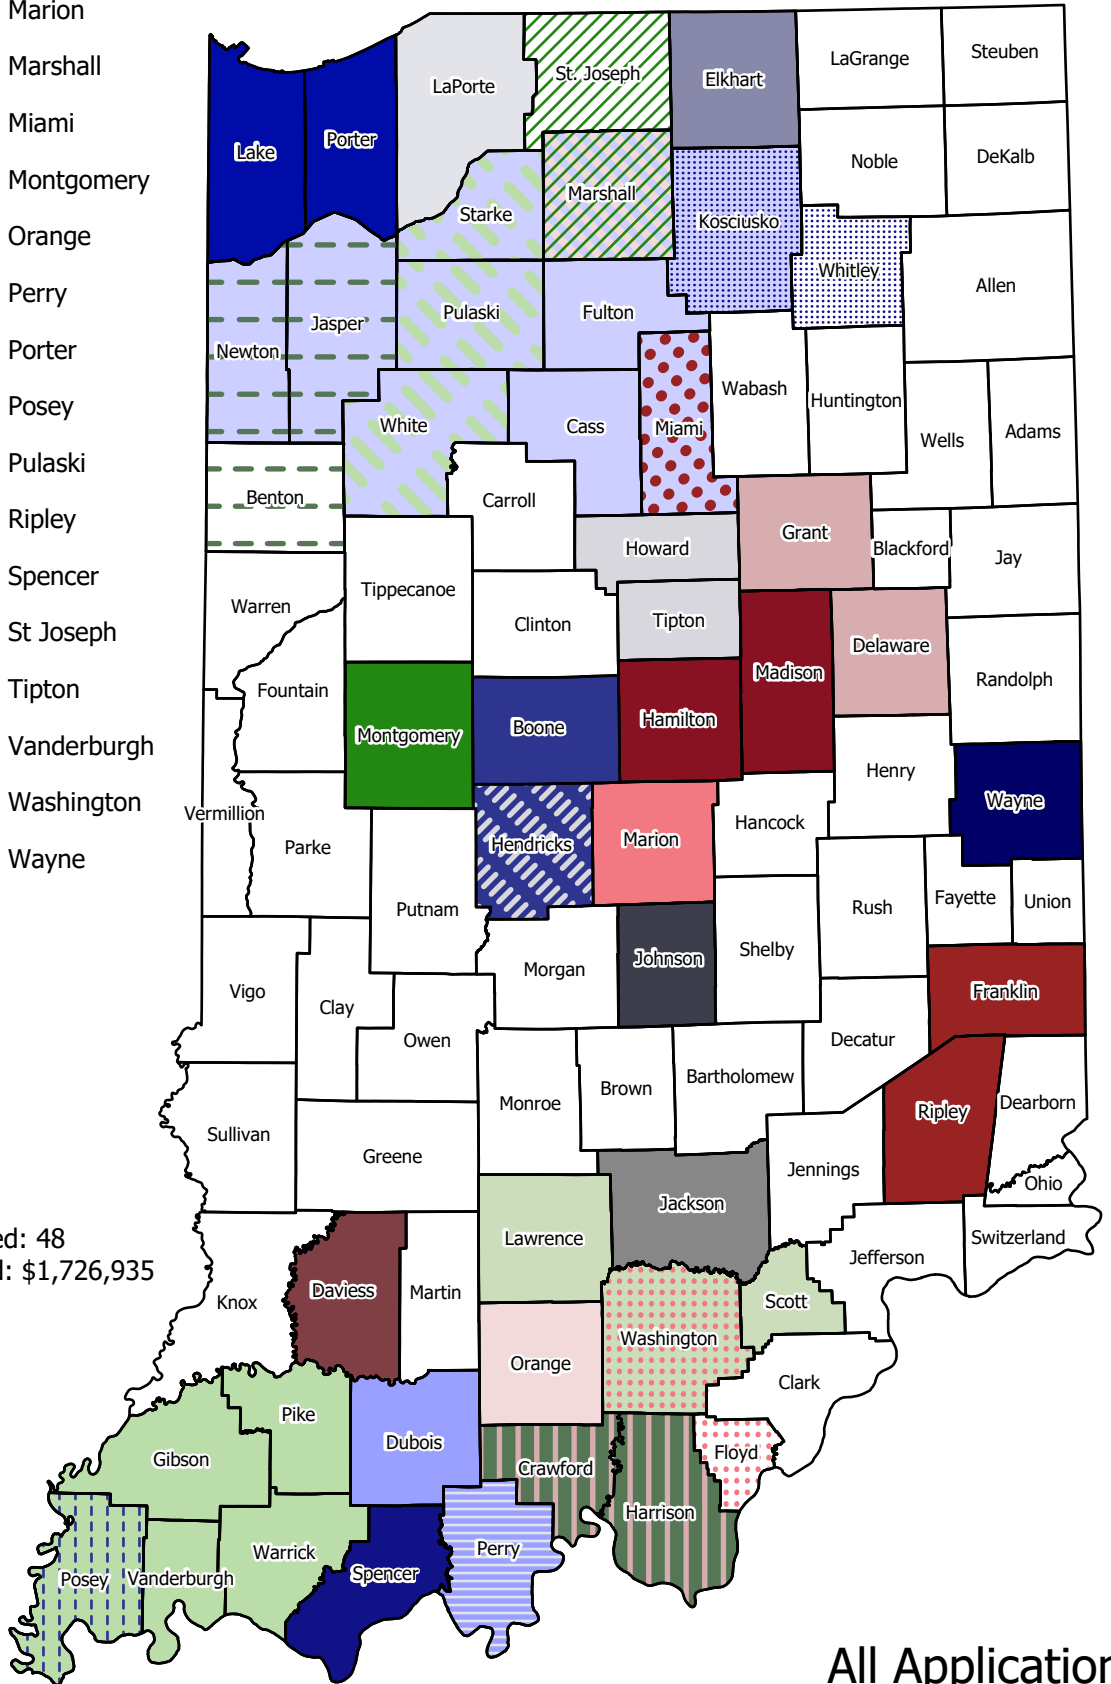 Marion
Marshall
Miami
Montgomery
Orange
Perry
Porter
Posey
Pulaski
Ripley
Spencer
St Joseph
Tipton
Vanderburgh
Washington
Wayne
ed: 48
: $1,726,935
LaPorte
St. Joseph
Elkhart
LaGrange
Steuben
Lake
Porter
Noble
DeKalb
Starke
Marshall
Kosciusko
Whitley
Allen
Newton
Jasper
Pulaski
Fulton
Wabash
Huntington
White
Cass
Miami
Wells
Adams
Benton
Carroll
Howard
Grant
Blackford
Jay
Warren
Tippecanoe
Clinton
Tipton
Madison
Delaware
Randolph
Fountain
Montgomery
Boone
Hamilton
Henry
Wayne
Vermillion
Parke
Hendricks
Marion
Hancock
Putnam
Rush
Fayette
Union
Vigo
Clay
Morgan
Johnson
Shelby
Franklin
Owen
Decatur
Sullivan
Greene
Monroe
Brown
Bartholomew
Ripley
Dearborn
Jennings
Ohio
Lawrence
Jackson
Jefferson
Switzerland
Knox
Daviess
Martin
Orange
Washington
Scott
Clark
Gibson
Pike
Dubois
Crawford
Harrison
Floyd
Posey
Vanderburgh
Warrick
Spencer
Perry
All Application